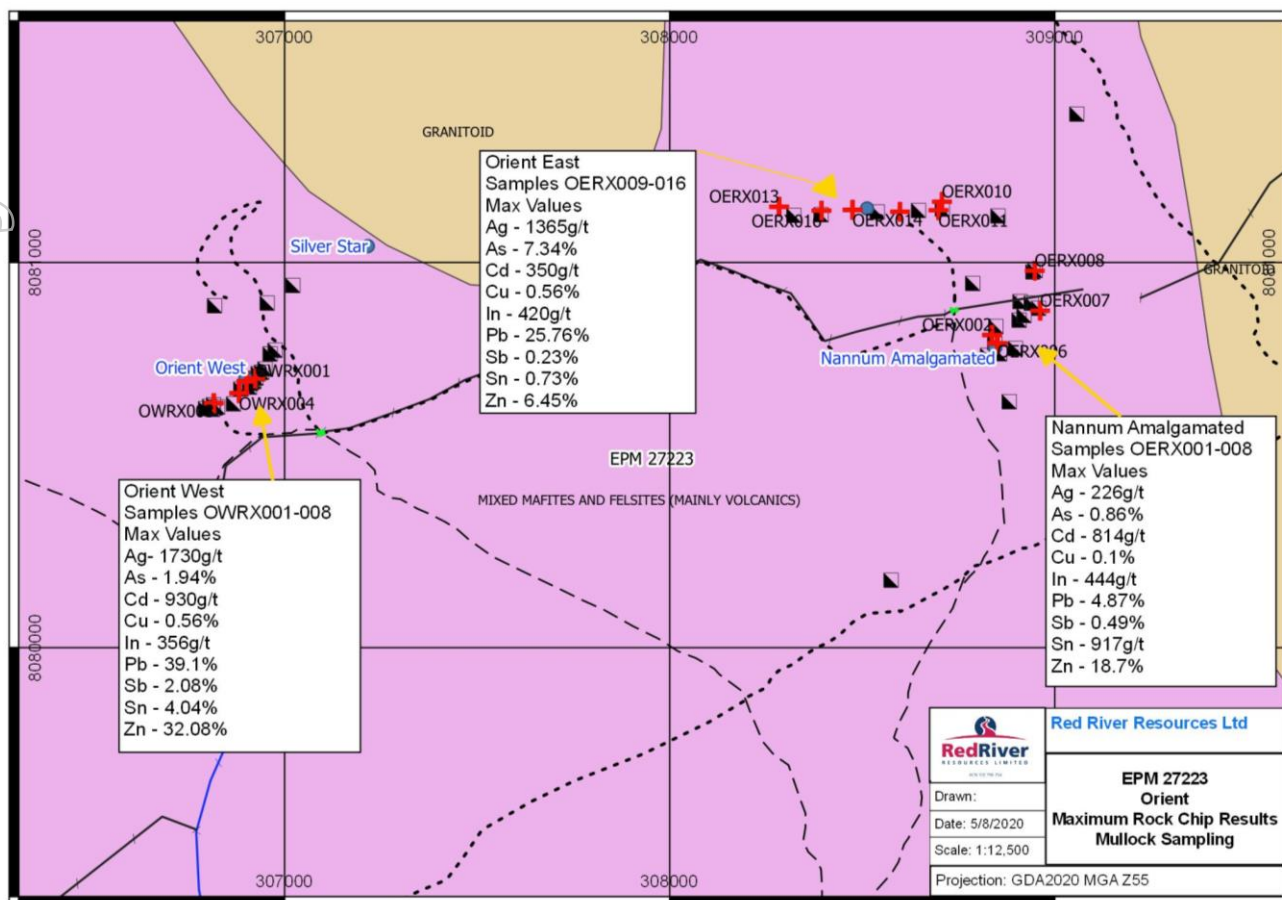 307000
308000
309000
GRANITOID
Orient East
Samples OERX009-016
Max Values
Ag - 1365g/t
As - 7.34%
Cd - 350g/t
Cu - 0.56%
In - 420g/t
Pb - 25.76%
Sb - 0.23%
Sn - 0.73%
Zn - 6.45%
OERX013
OERX010
OERX014
OERX011
Silver Star
8081000
8081000
OERX008
GRANITOID
OERX007
OERX002
Nannum Amalgamated
Orient West
OWRX001
OWRX004
EPM 27223
MIXED MAFITES AND FELSITES (MAINLY VOLCANICS)
Nannum Amalgamated
Samples OERX001-008
Max Values
Ag - 226g/t
As - 0.86%
Cd - 814g/t
Cu - 0.1%
In - 444g/t
Pb - 4.87%
Sb - 0.49%
Sn - 917g/t
Zn - 18.7%
Orient West
Samples OWRX001-008
Max Values
Ag- 1730g/t
As - 1.94%
Cd - 930g/t
Cu - 0.56%
In - 356g/t
Pb - 39.1%
Sb - 2.08%
Sn - 4.04%
Zn - 32.08%
8080000
8080000
RedRiver
RESOURCES LIMITED
Red River Resources Ltd
EPM 27223
Orient
Maximum Rock Chip Results
Mullock Sampling
Drawn:
Date: 5/8/2020
Scale: 1:12,500
Projection: GDA2020 MGA Z55
307000
308000